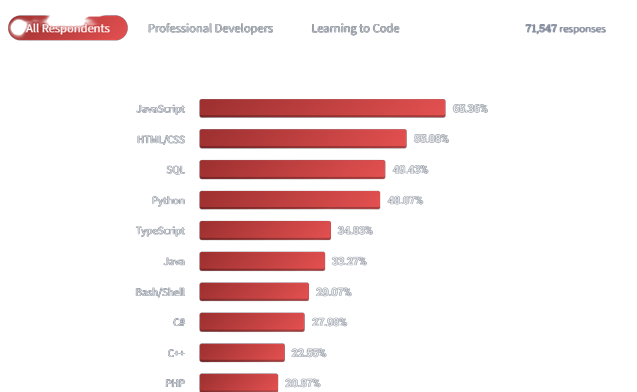 All Respondents Professional Developers Learning to Code 71,547 responses
JavaScript 65.36%
HTML/CSS 55.08%
SQL 49.43%
Python 48.07%
TypeScript 34.83%
Java 33.27%
Bash/Shell 29.07%
C# 27.98%
C++ 22.55%
PHP 20.87%